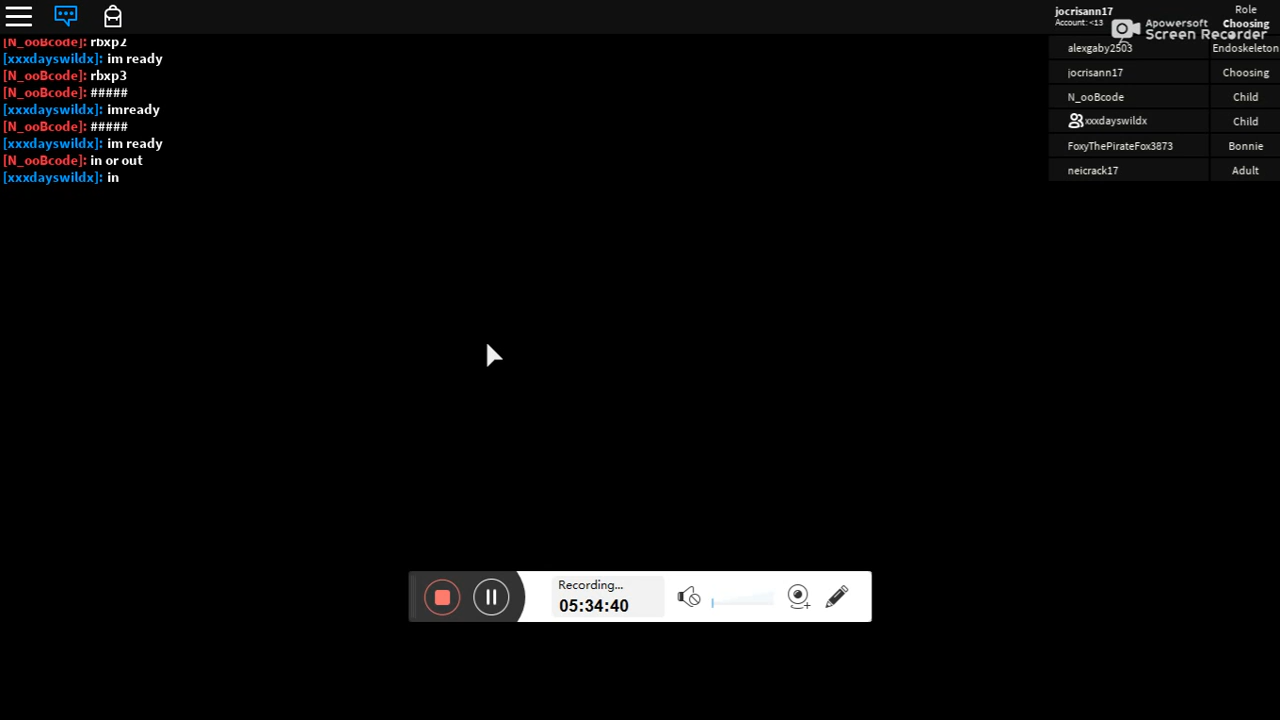 jocrisann17
Account: <13
Role
Choosing
Apowersoft
Screen Recorder
[N_ooBcode]: rbxp2
[xxxdayswildx]: im ready
[N_ooBcode]: rbxp3
[N_ooBcode]: #####
[xxxdayswildx]: imready
[N_ooBcode]: #####
[xxxdayswildx]: im ready
[N_ooBcode]: in or out
[xxxdayswildx]: in
alexgaby2503 Endoskeleton
jocrisann17 Choosing
N_ooBcode Child
xxxdayswildx Child
FoxyThePirateFox3873 Bonnie
neicrack17 Adult
Recording...
05:34:40